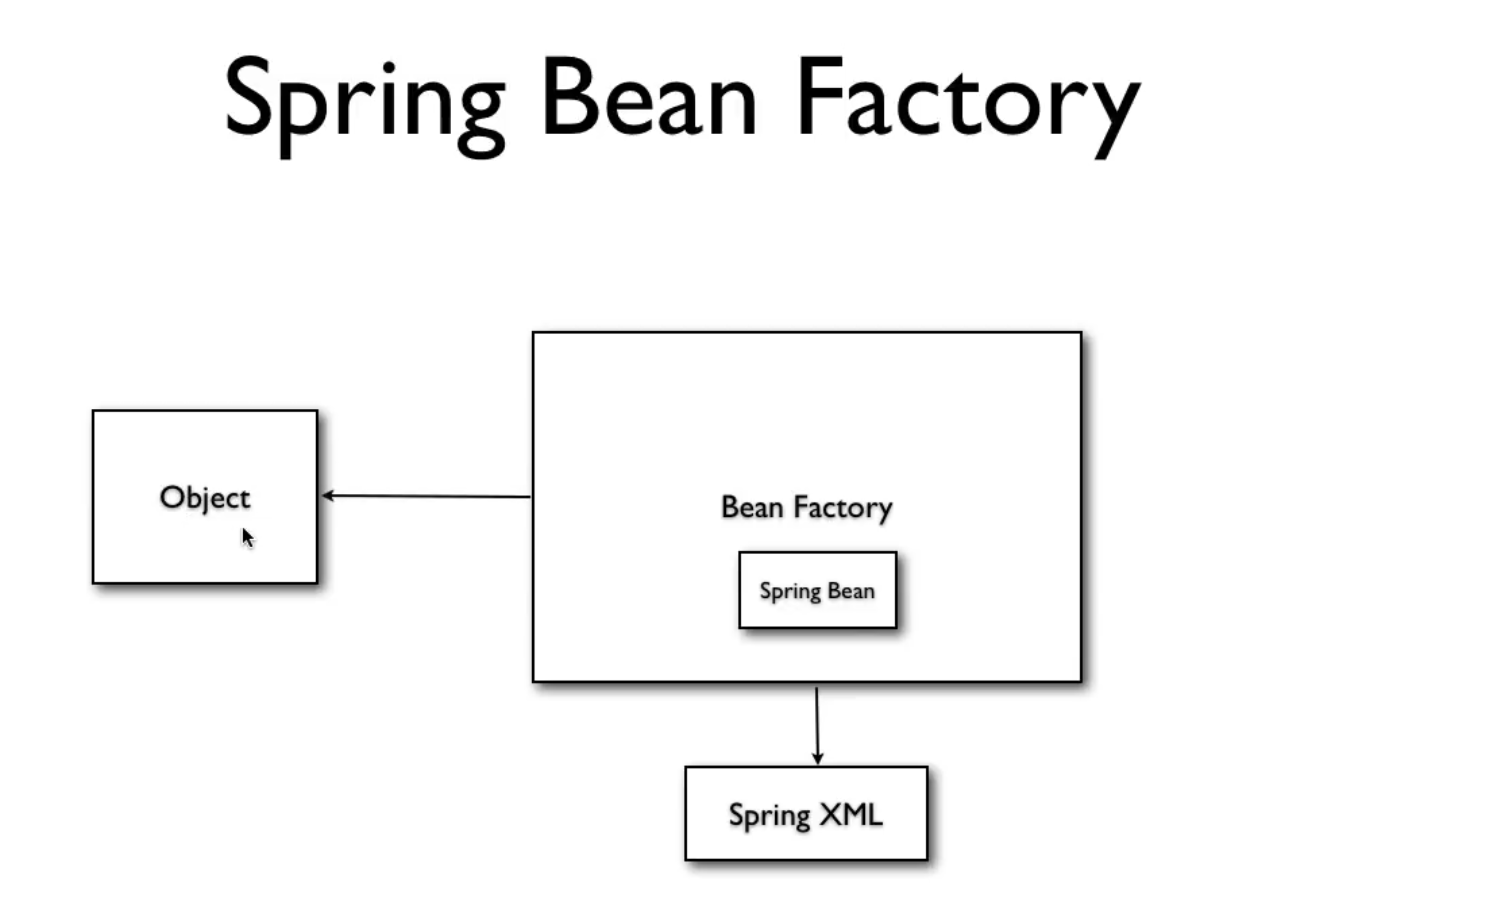 Spring Bean Factory
Object
Bean Factory
Spring Bean
Spring XML